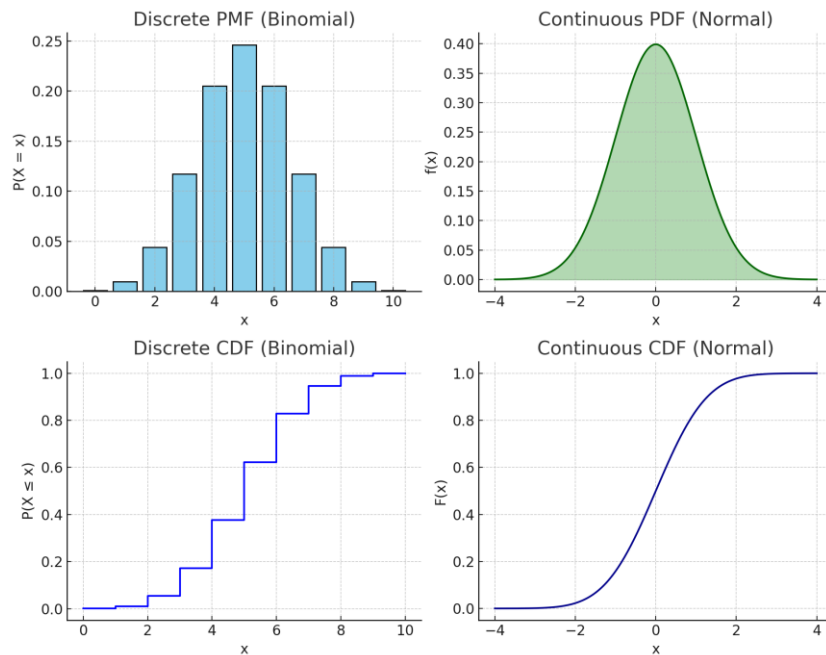 Discrete PMF (Binomial)
P(X = x)
0.25
0.20
0.15
0.10
0.05
0.00
0 2 4 6 8 10
x
Continuous PDF (Normal)
f(x)
0.40
0.35
0.30
0.25
0.20
0.15
0.10
0.05
0.00
−4 −2 0 2 4
x
Discrete CDF (Binomial)
P(X ≤ x)
1.0
0.8
0.6
0.4
0.2
0.0
0 2 4 6 8 10
x
Continuous CDF (Normal)
F(x)
1.0
0.8
0.6
0.4
0.2
0.0
−4 −2 0 2 4
x